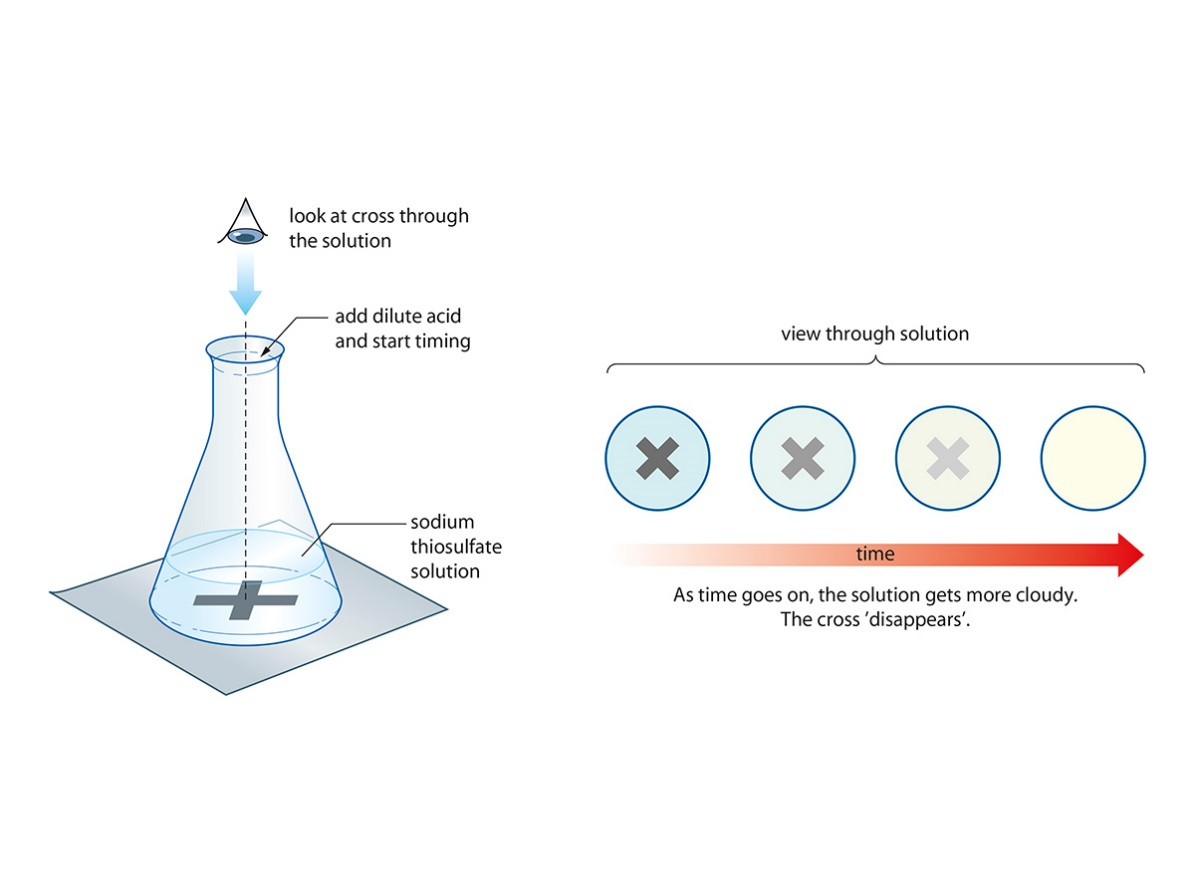 look at cross through
the solution
add dilute acid
and start timing
sodium
thiosulfate
solution
view through solution
time
As time goes on, the solution gets more cloudy.
The cross ‘disappears’.